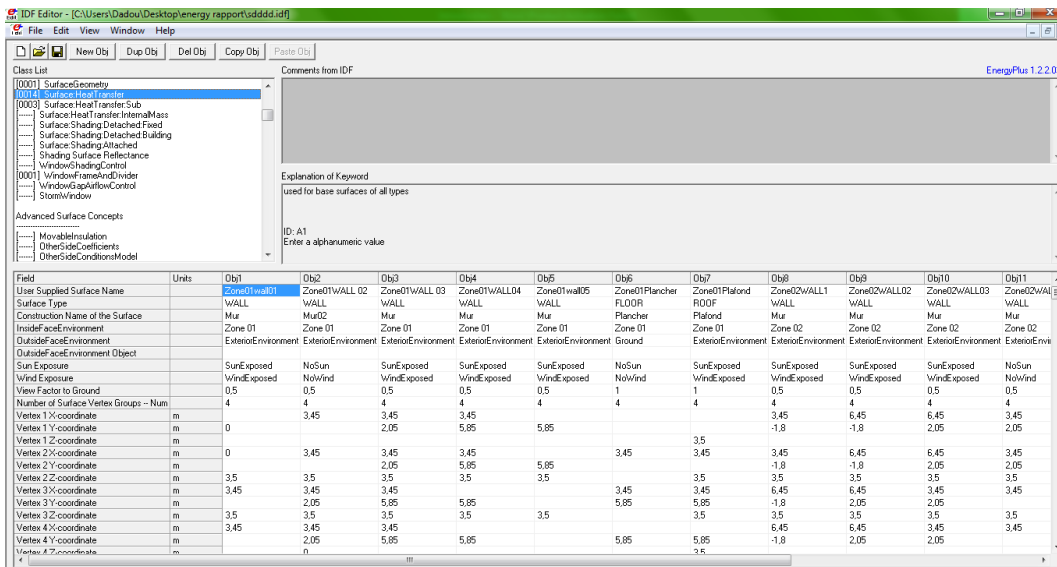 IDF Editor - [C:\Users\Dadou\Desktop\energy rapport\sdddd.idf]
File Edit View Window Help
New Obj Dup Obj Del Obj Copy Obj Paste Obj
Class List Comments from IDF EnergyPlus 1.2.2.0
[0001] SurfaceGeometry
[0014] Surface:HeatTransfer
[0003] Surface:HeatTransfer:Sub
[------] Surface:HeatTransfer:InternalMass
[------] Surface:Shading:Detached:Fixed
[------] Surface:Shading:Detached:Building
[------] Surface:Shading:Attached
[------] Shading Surface Reflectance
[------] WindowShadingControl
[0001] WindowFrameAndDivider
[------] WindowGapAirflowControl
[------] StormWindow
Advanced Surface Concepts
-------------------------
[------] MovableInsulation
[------] OtherSideCoefficients
[------] OtherSideConditionsModel
Explanation of Keyword
used for base surfaces of all types
ID: A1
Enter a alphanumeric value
Field Units Obj1 Obj2 Obj3 Obj4 Obj5 Obj6 Obj7 Obj8 Obj9 Obj10 Obj11
User Supplied Surface Name Zone01wall01 Zone01WALL 02 Zone01WALL 03 Zone01WALL04 Zone01wall05 Zone01Plancher Zone01Plafond Zone02WALL1 Zone02WALL02 Zone02WALL03 Zone02WAL
Surface Type WALL WALL WALL WALL WALL FLOOR ROOF WALL WALL WALL WALL
Construction Name of the Surface Mur Mur02 Mur Mur Mur Plancher Plafond Mur Mur Mur Mur
InsideFaceEnvironment Zone 01 Zone 01 Zone 01 Zone 01 Zone 01 Zone 01 Zone 01 Zone 02 Zone 02 Zone 02 Zone 02
OutsideFaceEnvironment ExteriorEnvironment ExteriorEnvironment ExteriorEnvironment ExteriorEnvironment ExteriorEnvironment Ground ExteriorEnvironment ExteriorEnvironment ExteriorEnvironment ExteriorEnvironment ExteriorEnvi
OutsideFaceEnvironment Object
Sun Exposure SunExposed NoSun SunExposed SunExposed SunExposed NoSun SunExposed SunExposed SunExposed SunExposed NoSun
Wind Exposure WindExposed NoWind WindExposed WindExposed WindExposed NoWind WindExposed WindExposed WindExposed WindExposed NoWind
View Factor to Ground 0,5 0,5 0,5 0,5 0,5 1 1 0,5 0,5 0,5 0,5
Number of Surface Vertex Groups -- Num 4 4 4 4 4 4 4 4 4 4 4
Vertex 1 X-coordinate m 3,45 3,45 3,45 3,45 6,45 6,45 3,45
Vertex 1 Y-coordinate m 0 2,05 5,85 5,85 -1,8 -1,8 2,05 2,05
Vertex 1 Z-coordinate m 3,5
Vertex 2 X-coordinate m 0 3,45 3,45 3,45 3,45 3,45 3,45 6,45 6,45 3,45
Vertex 2 Y-coordinate m 2,05 5,85 5,85 -1,8 -1,8 2,05 2,05
Vertex 2 Z-coordinate m 3,5 3,5 3,5 3,5 3,5 3,5 3,5 3,5 3,5 3,5
Vertex 3 X-coordinate m 3,45 3,45 3,45 3,45 3,45 6,45 6,45 3,45 3,45
Vertex 3 Y-coordinate m 2,05 5,85 5,85 5,85 5,85 -1,8 2,05 2,05
Vertex 3 Z-coordinate m 3,5 3,5 3,5 3,5 3,5 3,5 3,5 3,5 3,5 3,5
Vertex 4 X-coordinate m 3,45 3,45 3,45 6,45 6,45 3,45 3,45
Vertex 4 Y-coordinate m 2,05 5,85 5,85 5,85 5,85 -1,8 2,05 2,05
Vertex 4 Z-coordinate m 0 3,5